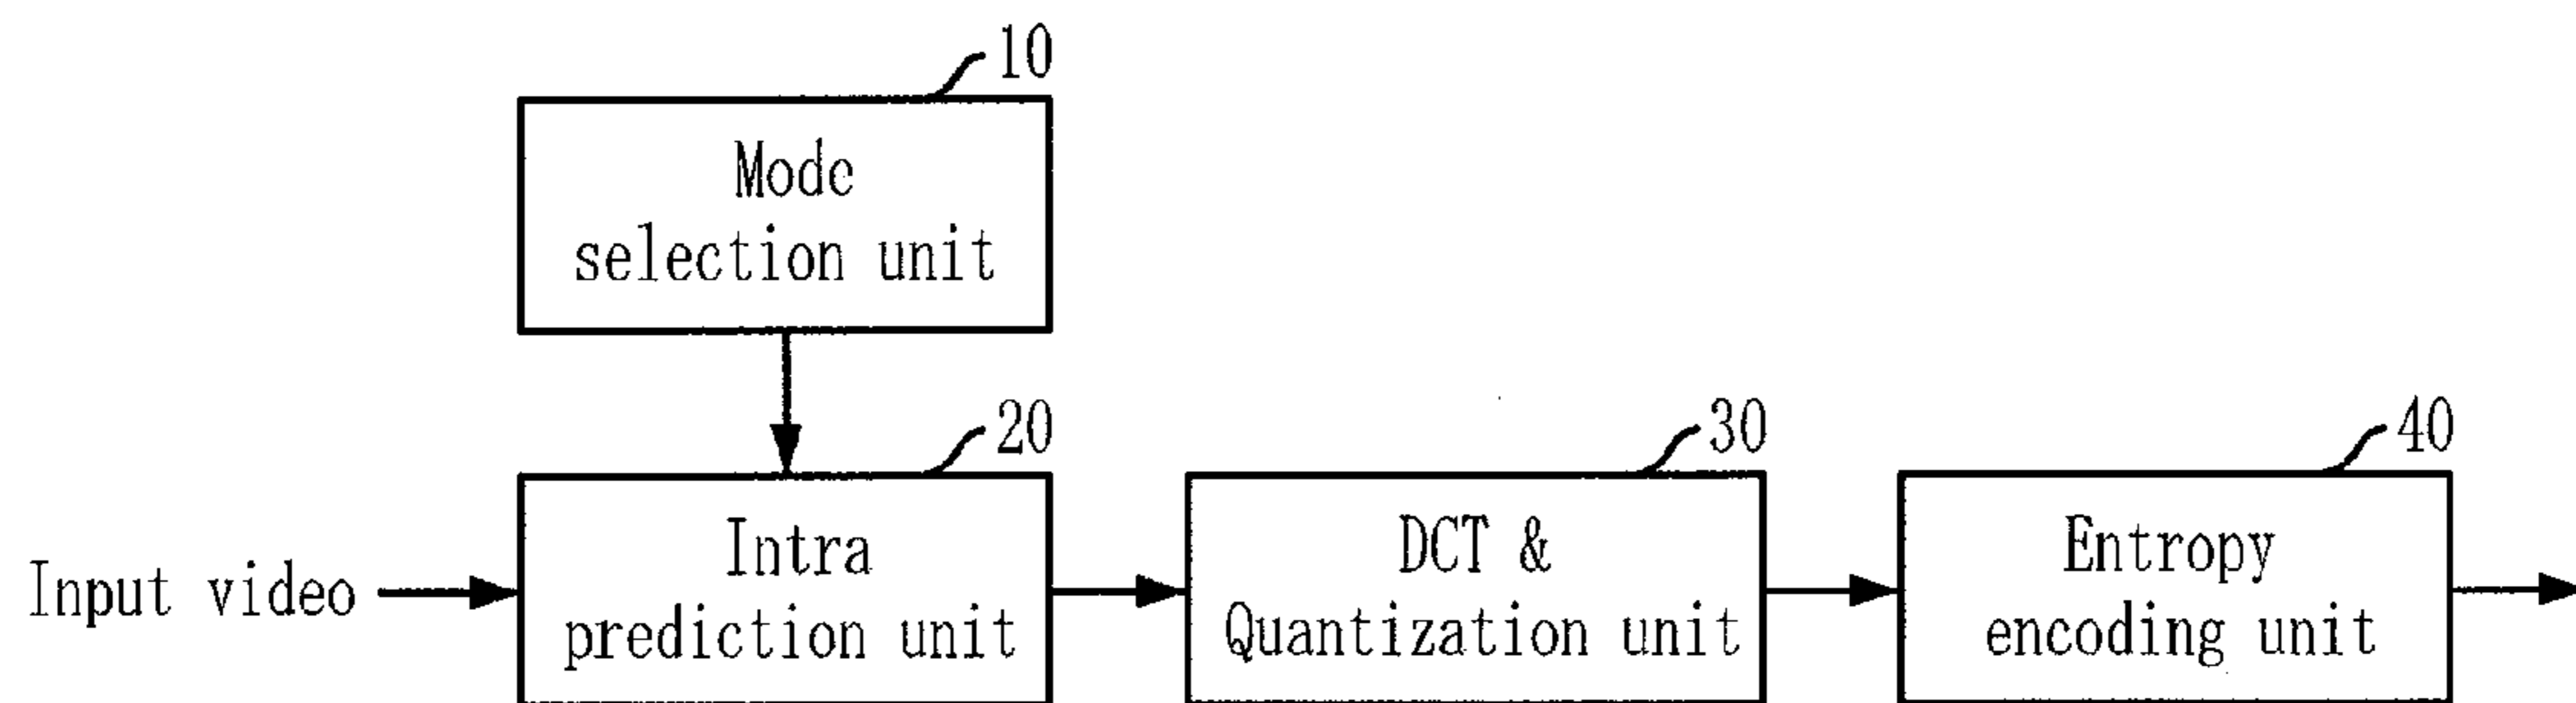 10
Mode
selection unit
20
30
40
Input video
Intra
prediction unit
DCT &
Quantization unit
Entropy
encoding unit